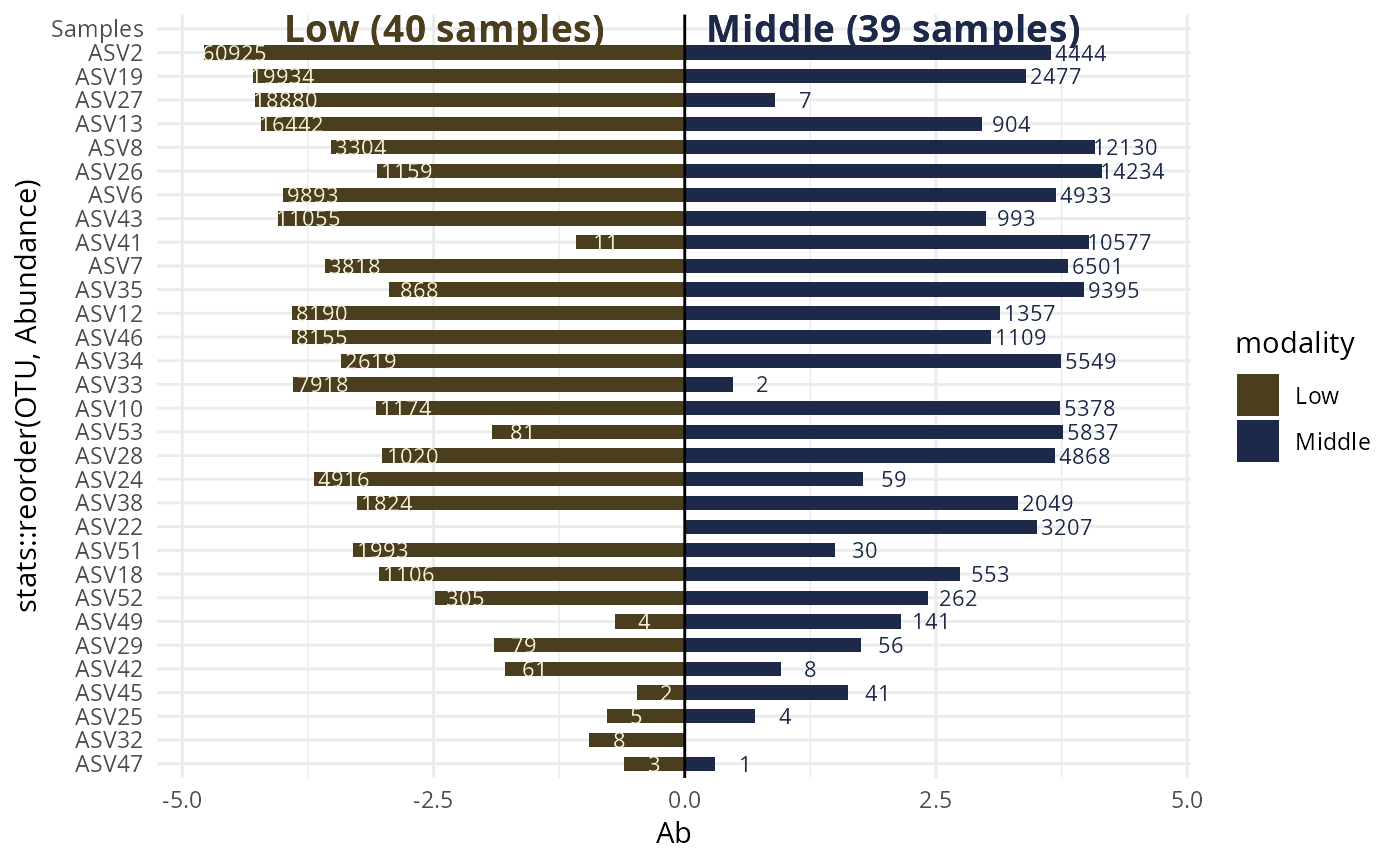 Low (40 samples) Middle (39 samples)
Samples
ASV2 60925 4444
ASV19 19934 2477
ASV27 18880 7
ASV13 16442 904
ASV8 3304 12130
ASV26 1159 14234
ASV6 9893 4933
ASV43 11055 993
ASV41 11 10577
ASV7 3818 6501
ASV35 868 9395
ASV12 8190 1357
ASV46 8155 1109
ASV34 2619 5549
ASV33 7918 2
ASV10 1174 5378
ASV53 81 5837
ASV28 1020 4868
ASV24 4916 59
ASV38 1824 2049
ASV22 3207
ASV51 1993 30
ASV18 1106 553
ASV52 305 262
ASV49 4 141
ASV29 79 56
ASV42 61 8
ASV45 2 41
ASV25 5 4
ASV32 8
ASV47 3 1
-5.0 -2.5 0.0 2.5 5.0
Ab
stats::reorder(OTU, Abundance)
modality
Low
Middle